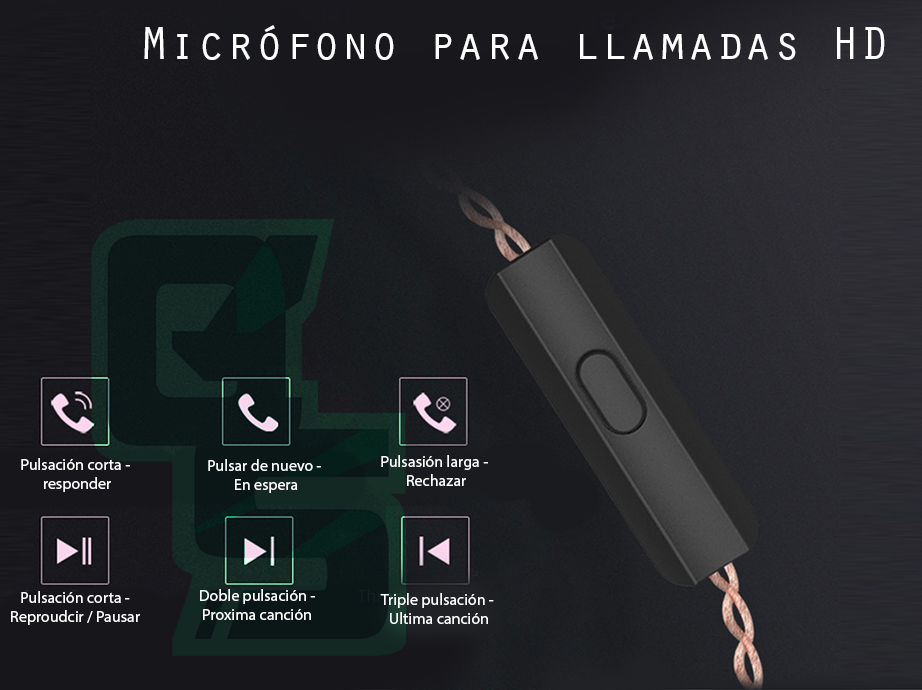 MICRÓFONO PARA LLAMADAS HD
Pulsación corta -
responder
Pulsar de nuevo -
En espera
Pulsasión larga -
Rechazar
Pulsación corta -
Reproudcir / Pausar
Doble pulsación -
Proxima canción
Triple pulsación -
Ultima canción